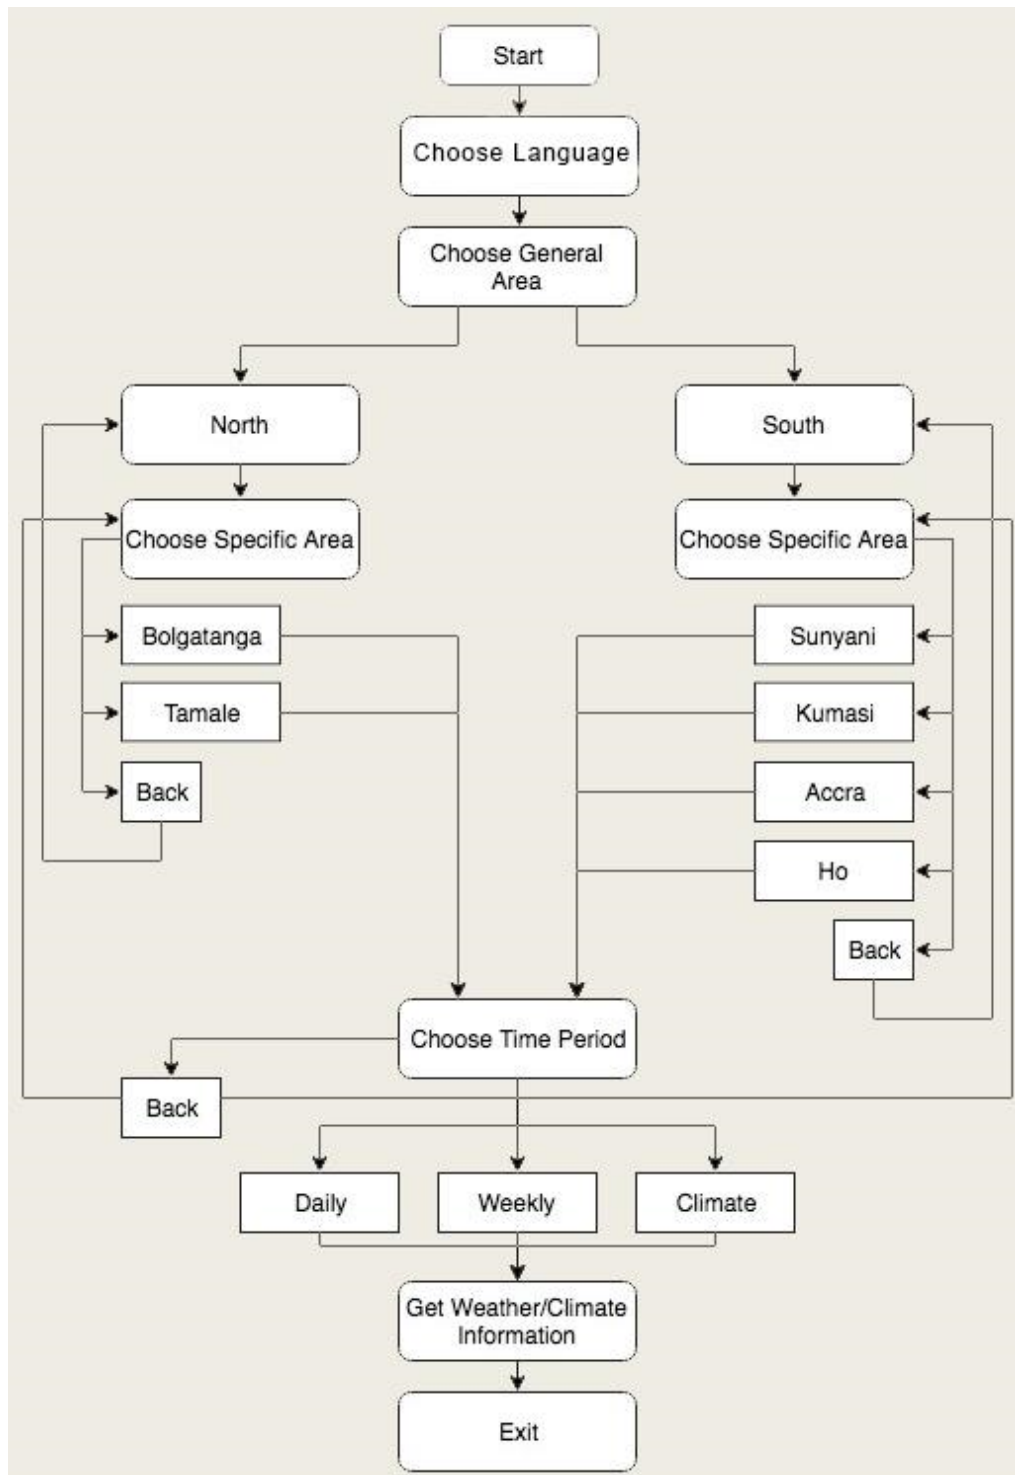 Start
Choose Language
Choose General
Area
North
South
Choose Specific Area
Choose Specific Area
Bolgatanga
Sunyani
Tamale
Kumasi
Back
Accra
Ho
Back
Choose Time Period
Back
Daily
Weekly
Climate
Get Weather/Climate
Information
Exit